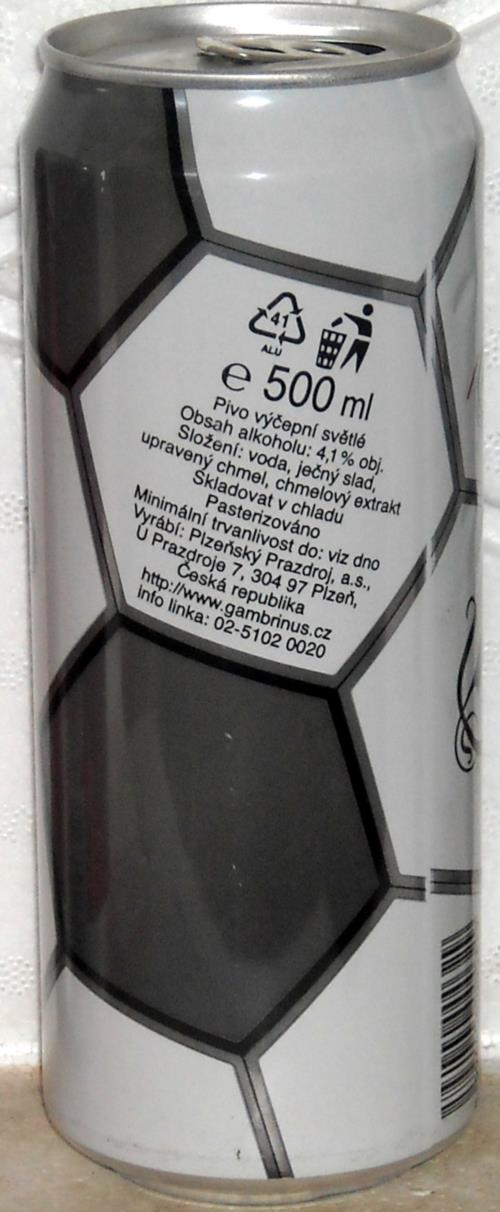 41
ALU
e 500 ml
Pivo výčepní světlé
Obsah alkoholu: 4,1% obj.
Složení: voda, ječný slad,
upravený chmel, chmelový extrakt
Skladovat v chladu
Pasterizováno
Minimální trvanlivost do: viz dno
Vyrábí: Plzeňský Prazdroj, a.s.,
U Prazdroje 7, 304 97 Plzeň,
Česká republika
http://www.gambrinus.cz
Info linka: 02-5102 0020